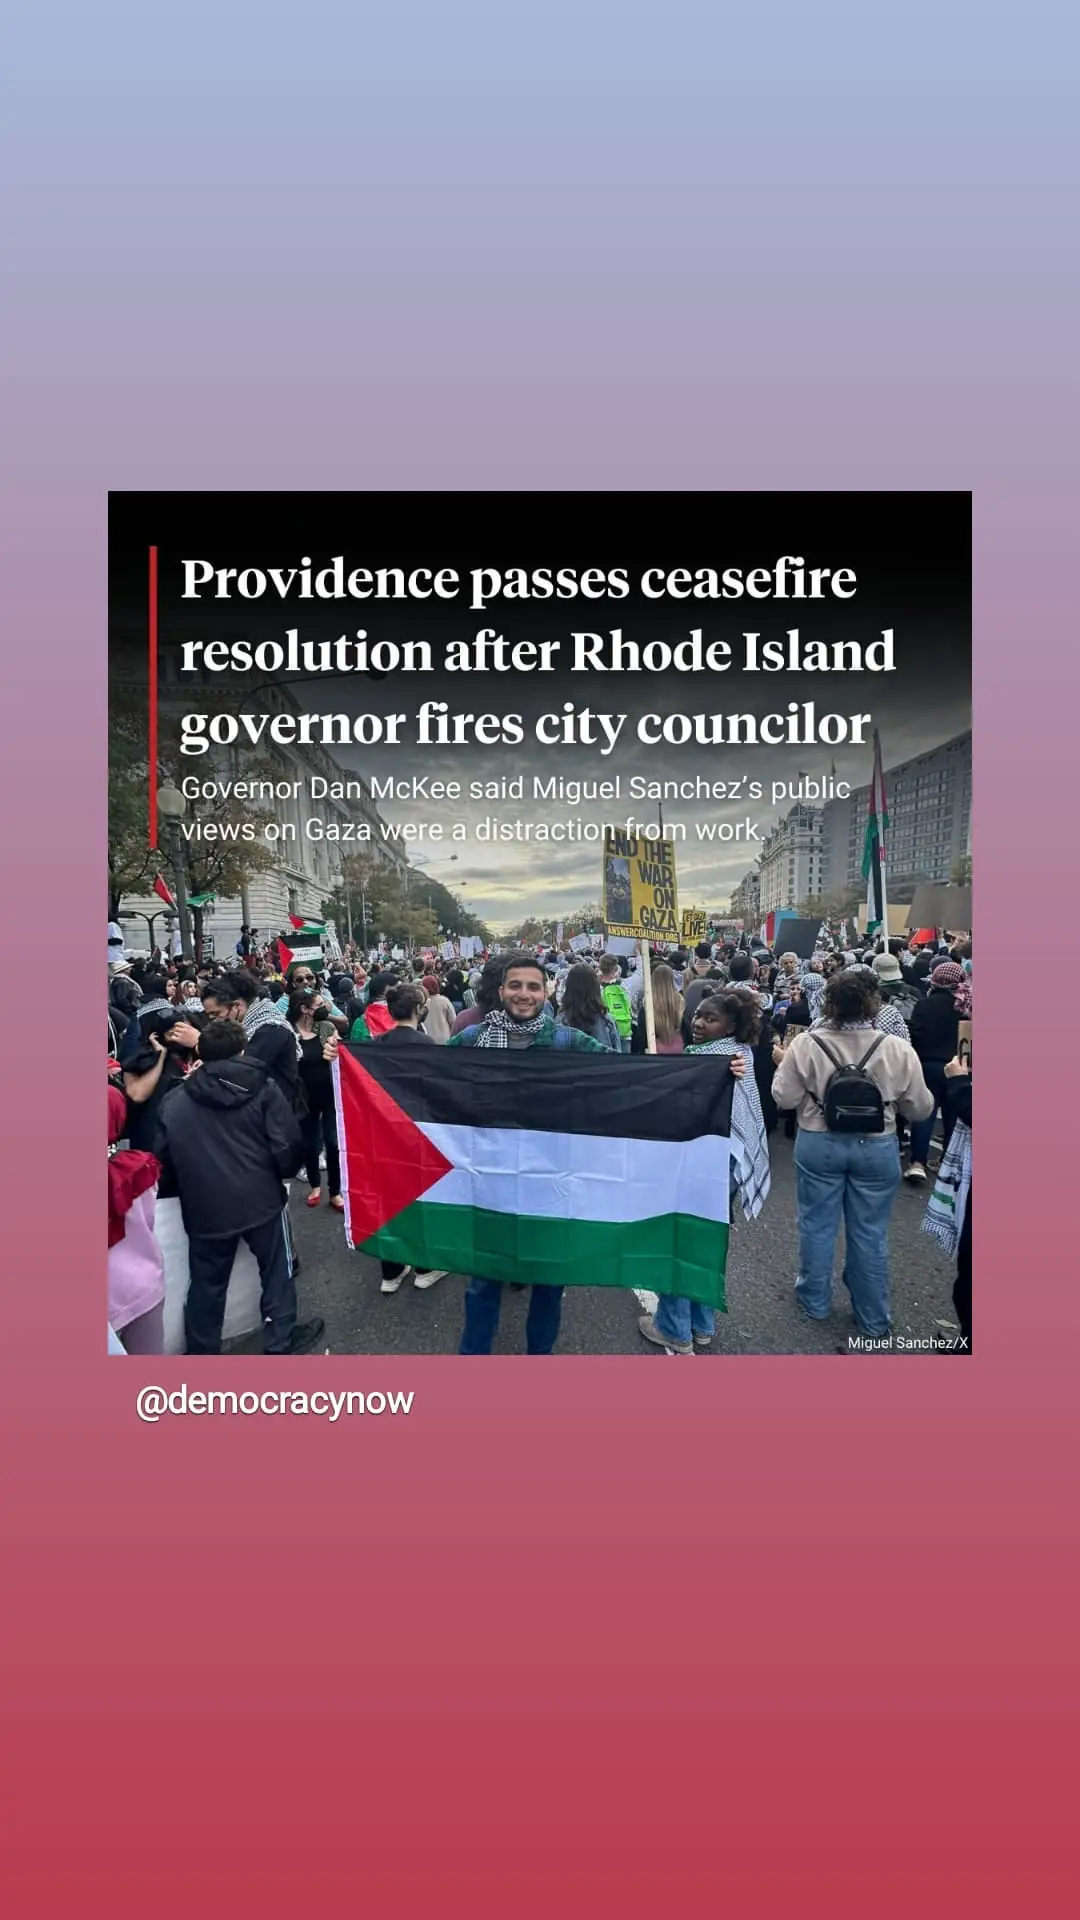 Providence passes ceasefire
resolution after Rhode Island
governor fires city councilor
Governor Dan McKee said Miguel Sanchez’s public
views on Gaza were a distraction from work.
END THE
WAR
ON
GAZA
ANSWERCOALITION.ORG
LIVE!
Miguel Sanchez/X
@democracynow